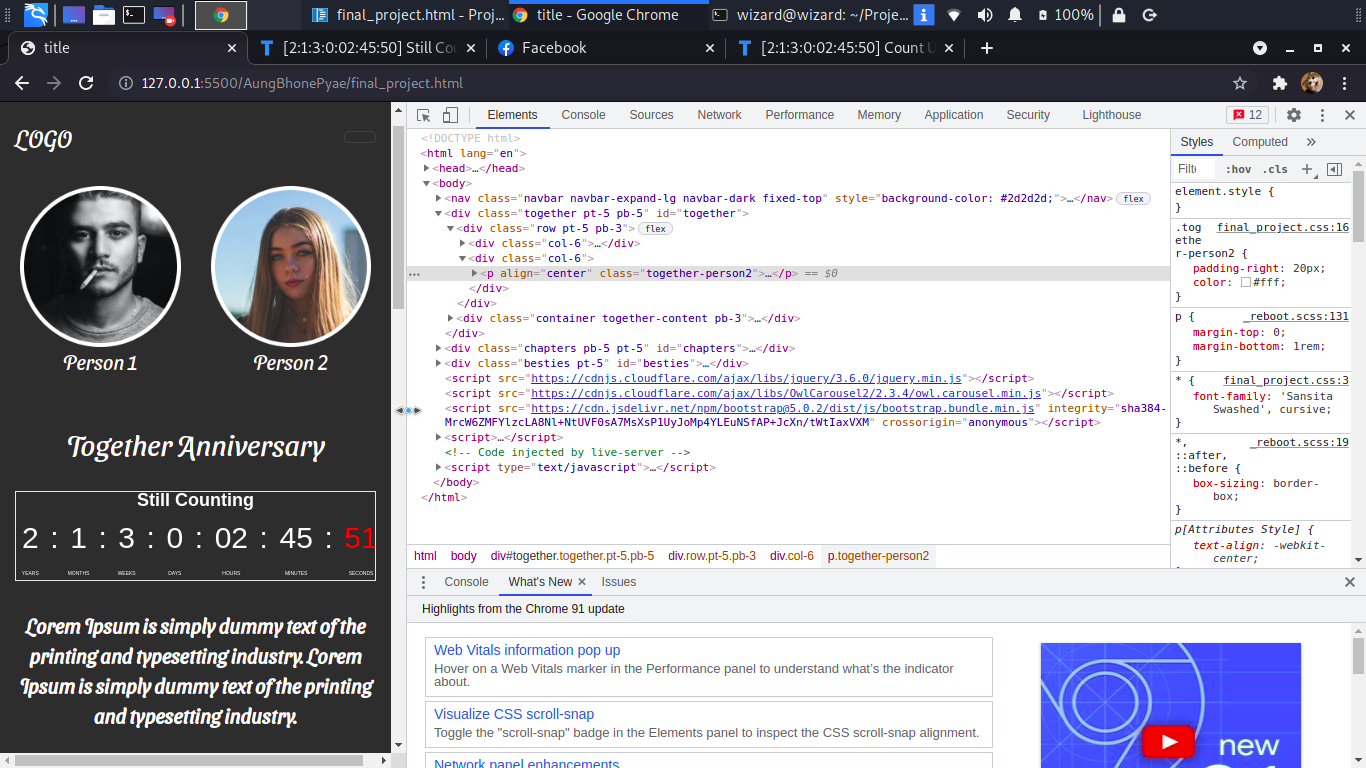 final_project.html - Proj...
title - Google Chrome
wizard@wizard: ~/Proje...
100%
title
[2:1:3:0:02:45:50] Still Cou
Facebook
[2:1:3:0:02:45:50] Count U
127.0.0.1:5500/AungBhonePyae/final_project.html
LOGO
Person 1
Person 2
Together Anniversary
Still Counting
2 : 1 : 3 : 0 : 02 : 45 : 51
YEARS MONTHS WEEKS DAYS HOURS MINUTES SECONDS
Lorem Ipsum is simply dummy text of the
printing and typesetting industry. Lorem
Ipsum is simply dummy text of the printing
and typesetting industry.
Elements Console Sources Network Performance Memory Application Security Lighthouse 12
<!DOCTYPE html>
<html lang="en">
<head>…</head>
<body>
<nav class="navbar navbar-expand-lg navbar-dark fixed-top" style="background-color: #2d2d2d;">…</nav> flex
<div class="together pt-5 pb-5" id="together">
<div class="row pt-5 pb-3"> flex
<div class="col-6">…</div>
<div class="col-6">
<p align="center" class="together-person2">…</p> == $0
</div>
</div>
<div class="container together-content pb-3">…</div>
</div>
<div class="chapters pb-5 pt-5" id="chapters">…</div>
<div class="besties pt-5" id="besties">…</div>
<script src="https://cdnjs.cloudflare.com/ajax/libs/jquery/3.6.0/jquery.min.js"></script>
<script src="https://cdnjs.cloudflare.com/ajax/libs/OwlCarousel2/2.3.4/owl.carousel.min.js"></script>
<script src="https://cdn.jsdelivr.net/npm/bootstrap@5.0.2/dist/js/bootstrap.bundle.min.js" integrity="sha384-
MrcW6ZMFYlzcLA8Nl+NtUVF0sA7MsXsP1UyJoMp4YLEuNSfAP+JcXn/tWtIaxVXM" crossorigin="anonymous"></script>
<script>…</script>
<!-- Code injected by live-server -->
<script type="text/javascript">…</script>
</body>
</html>
html body div#together.together.pt-5.pb-5 div.row.pt-5.pb-3 div.col-6 p.together-person2
Styles Computed
:hov .cls
element.style {
}
.tog final_project.css:16
ethe
r-person2 {
padding-right: 20px;
color: #fff;
}
p { _reboot.scss:131
margin-top: 0;
margin-bottom: 1rem;
}
* { final_project.css:3
font-family: 'Sansita
Swashed', cursive;
}
*, _reboot.scss:19
::after,
::before {
box-sizing: border-
box;
}
p[Attributes Style] {
text-align: -webkit-
center;
Console What's New Issues
Highlights from the Chrome 91 update
Web Vitals information pop up
Hover on a Web Vitals marker in the Performance panel to understand what's the indicator
about.
Visualize CSS scroll-snap
Toggle the "scroll-snap" badge in the Elements panel to inspect the CSS scroll-snap alignment.
Network panel enhancements
new